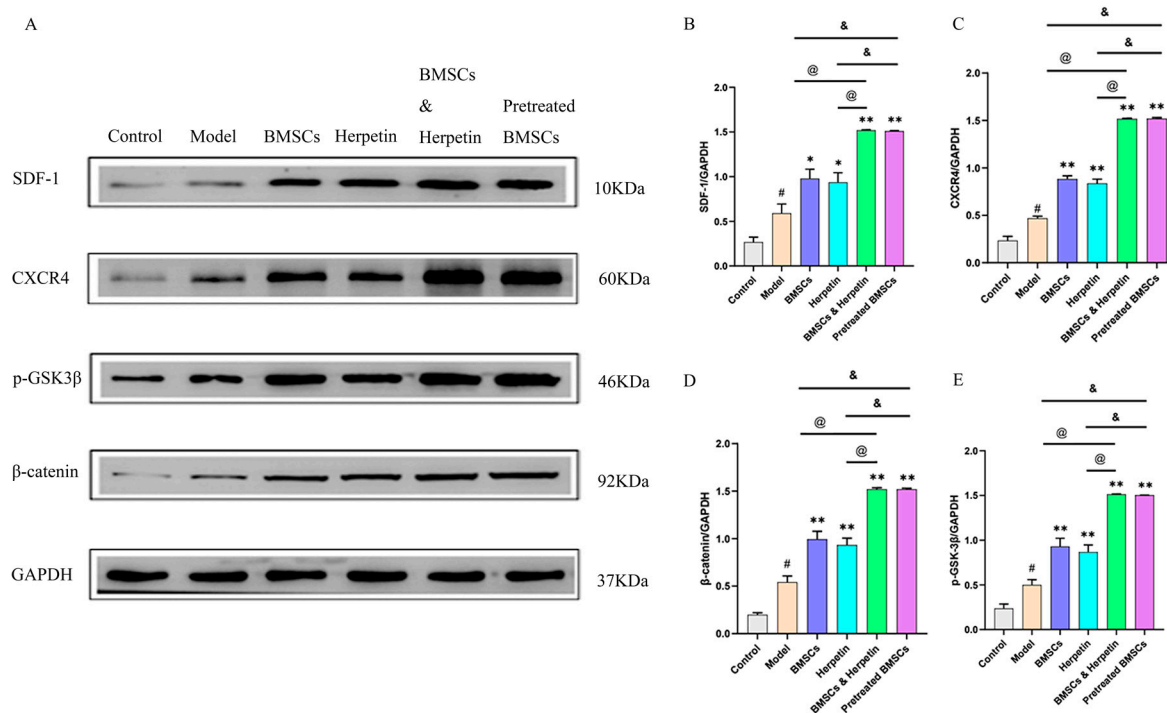 A
BMSCs
&
Herpetin
Pretreated
BMSCs
Control
Model
BMSCs
Herpetin
SDF-1
10KDa
CXCR4
60KDa
p-GSK3β
46KDa
β-catenin
92KDa
GAPDH
37KDa
B
&
&
@
@
SDF-1/GAPDH
2.0
1.5
1.0
0.5
0.0
#
*
*
**
**
Control
Model
BMSCs
Herpetin
BMSCs & Herpetin
Pretreated BMSCs
C
&
&
@
@
CXCR4/GAPDH
2.0
1.5
1.0
0.5
0.0
#
**
**
**
**
Control
Model
BMSCs
Herpetin
BMSCs & Herpetin
Pretreated BMSCs
D
&
&
@
@
β-catenin/GAPDH
2.0
1.5
1.0
0.5
0.0
#
**
**
**
**
Control
Model
BMSCs
Herpetin
BMSCs & Herpetin
Pretreated BMSCs
E
&
&
@
@
p-GSK-3β/GAPDH
2.0
1.5
1.0
0.5
0.0
#
**
**
**
**
Control
Model
BMSCs
Herpetin
BMSCs & Herpetin
Pretreated BMSCs